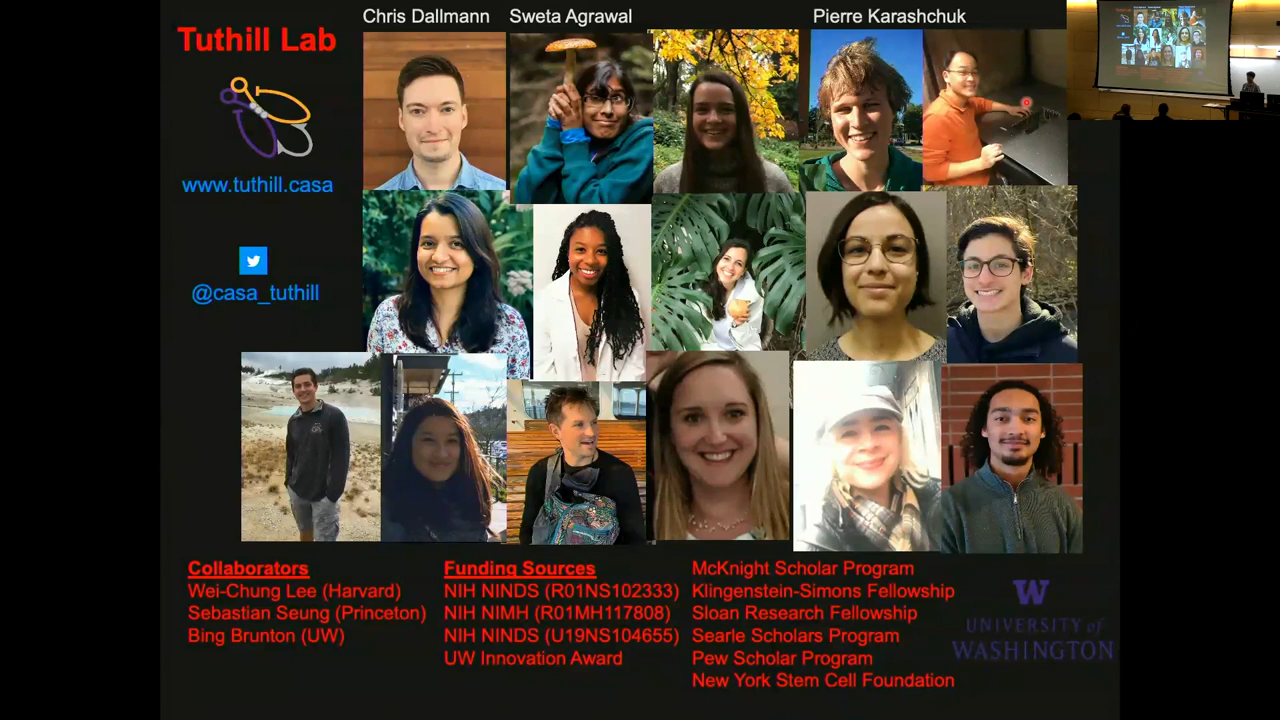 Chris Dallmann Sweta Agrawal Pierre Karashchuk
Tuthill Lab
www.tuthill.casa
@casa_tuthill
Collaborators
Wei-Chung Lee (Harvard)
Sebastian Seung (Princeton)
Bing Brunton (UW)
Funding Sources
NIH NINDS (R01NS102333)
NIH NIMH (R01MH117808)
NIH NINDS (U19NS104655)
UW Innovation Award
McKnight Scholar Program
Klingenstein-Simons Fellowship
Sloan Research Fellowship
Searle Scholars Program
Pew Scholar Program
New York Stem Cell Foundation
W
UNIVERSITY of
WASHINGTON